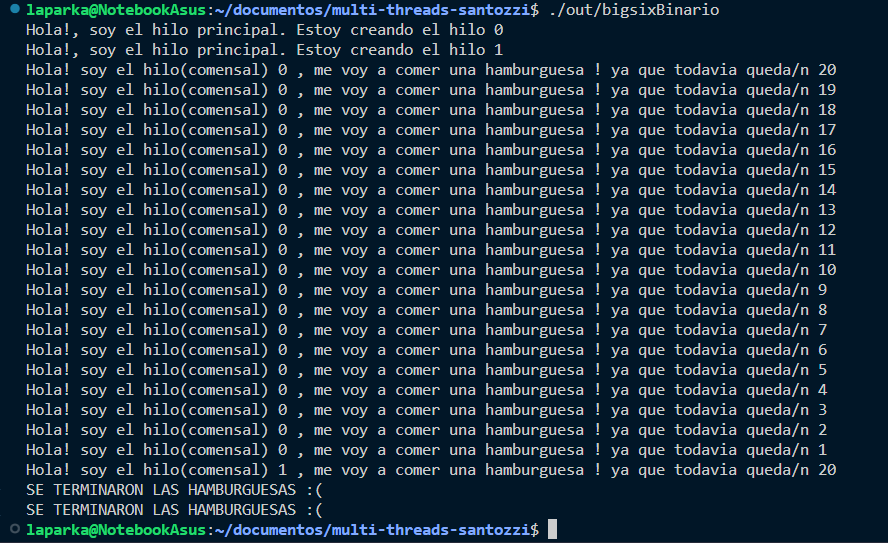 laparka@NotebookAsus:~/documentos/multi-threads-santozzi$ ./out/bigsixBinario
Hola!, soy el hilo principal. Estoy creando el hilo 0
Hola!, soy el hilo principal. Estoy creando el hilo 1
Hola! soy el hilo(comensal) 0 , me voy a comer una hamburguesa ! ya que todavia queda/n 20
Hola! soy el hilo(comensal) 0 , me voy a comer una hamburguesa ! ya que todavia queda/n 19
Hola! soy el hilo(comensal) 0 , me voy a comer una hamburguesa ! ya que todavia queda/n 18
Hola! soy el hilo(comensal) 0 , me voy a comer una hamburguesa ! ya que todavia queda/n 17
Hola! soy el hilo(comensal) 0 , me voy a comer una hamburguesa ! ya que todavia queda/n 16
Hola! soy el hilo(comensal) 0 , me voy a comer una hamburguesa ! ya que todavia queda/n 15
Hola! soy el hilo(comensal) 0 , me voy a comer una hamburguesa ! ya que todavia queda/n 14
Hola! soy el hilo(comensal) 0 , me voy a comer una hamburguesa ! ya que todavia queda/n 13
Hola! soy el hilo(comensal) 0 , me voy a comer una hamburguesa ! ya que todavia queda/n 12
Hola! soy el hilo(comensal) 0 , me voy a comer una hamburguesa ! ya que todavia queda/n 11
Hola! soy el hilo(comensal) 0 , me voy a comer una hamburguesa ! ya que todavia queda/n 10
Hola! soy el hilo(comensal) 0 , me voy a comer una hamburguesa ! ya que todavia queda/n 9
Hola! soy el hilo(comensal) 0 , me voy a comer una hamburguesa ! ya que todavia queda/n 8
Hola! soy el hilo(comensal) 0 , me voy a comer una hamburguesa ! ya que todavia queda/n 7
Hola! soy el hilo(comensal) 0 , me voy a comer una hamburguesa ! ya que todavia queda/n 6
Hola! soy el hilo(comensal) 0 , me voy a comer una hamburguesa ! ya que todavia queda/n 5
Hola! soy el hilo(comensal) 0 , me voy a comer una hamburguesa ! ya que todavia queda/n 4
Hola! soy el hilo(comensal) 0 , me voy a comer una hamburguesa ! ya que todavia queda/n 3
Hola! soy el hilo(comensal) 0 , me voy a comer una hamburguesa ! ya que todavia queda/n 2
Hola! soy el hilo(comensal) 0 , me voy a comer una hamburguesa ! ya que todavia queda/n 1
Hola! soy el hilo(comensal) 1 , me voy a comer una hamburguesa ! ya que todavia queda/n 20
SE TERMINARON LAS HAMBURGUESAS :(
SE TERMINARON LAS HAMBURGUESAS :(
laparka@NotebookAsus:~/documentos/multi-threads-santozzi$